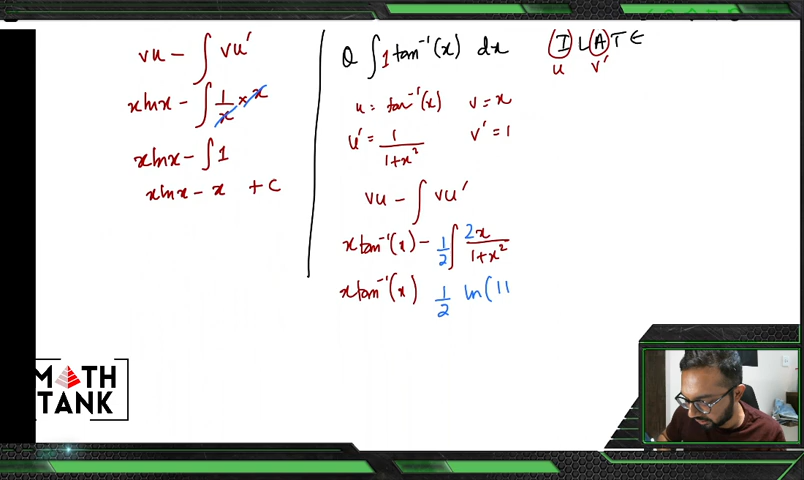 vu - ∫ vu'
xlnx - ∫ 1/x × x
xlnx - ∫ 1
xlnx - x + c
Q ∫ 1 tan⁻¹(x) dx
I L A T E
u v'
u = tan⁻¹(x) v = x
u' = 1/(1+x²) v' = 1
vu - ∫ vu'
x tan⁻¹(x) - 1/2 ∫ 2x/(1+x²)
x tan⁻¹(x) 1/2 ln(11
MATH
TANK